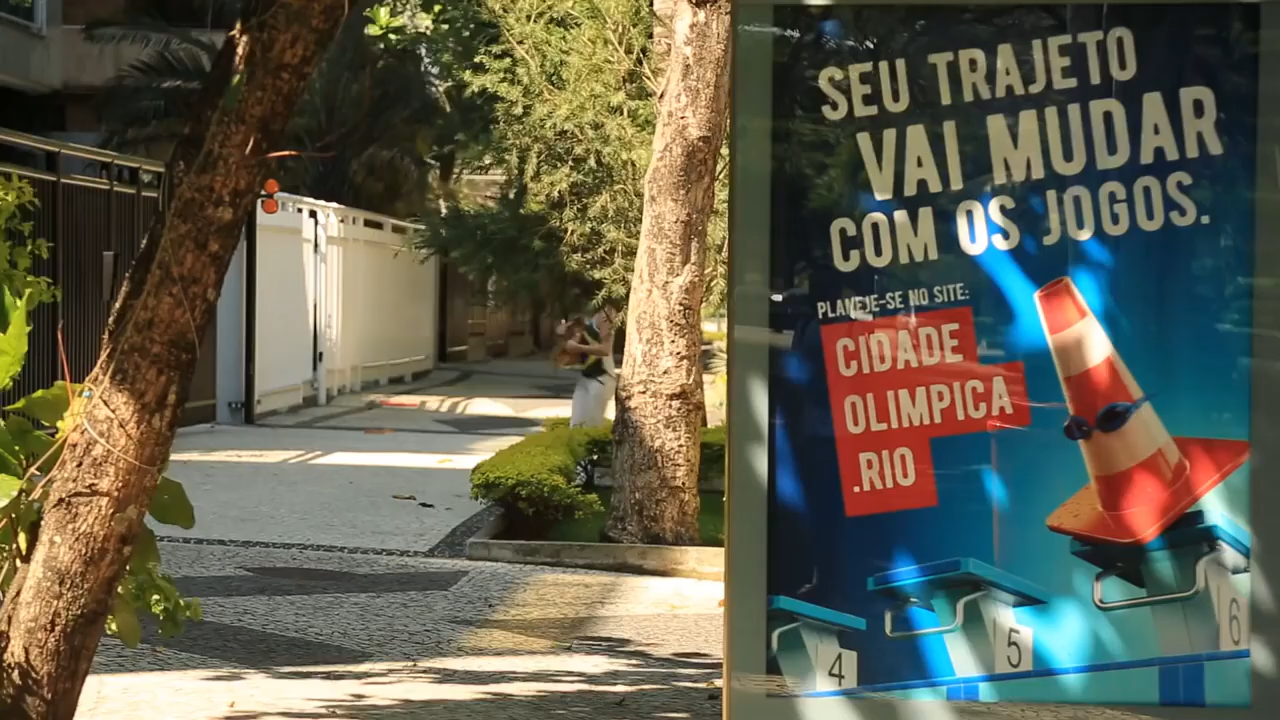 SEU TRAJETO
VAI MUDAR
COM OS JOGOS.
PLANEJE-SE NO SITE:
CIDADE
OLIMPICA
.RIO
4
5
6